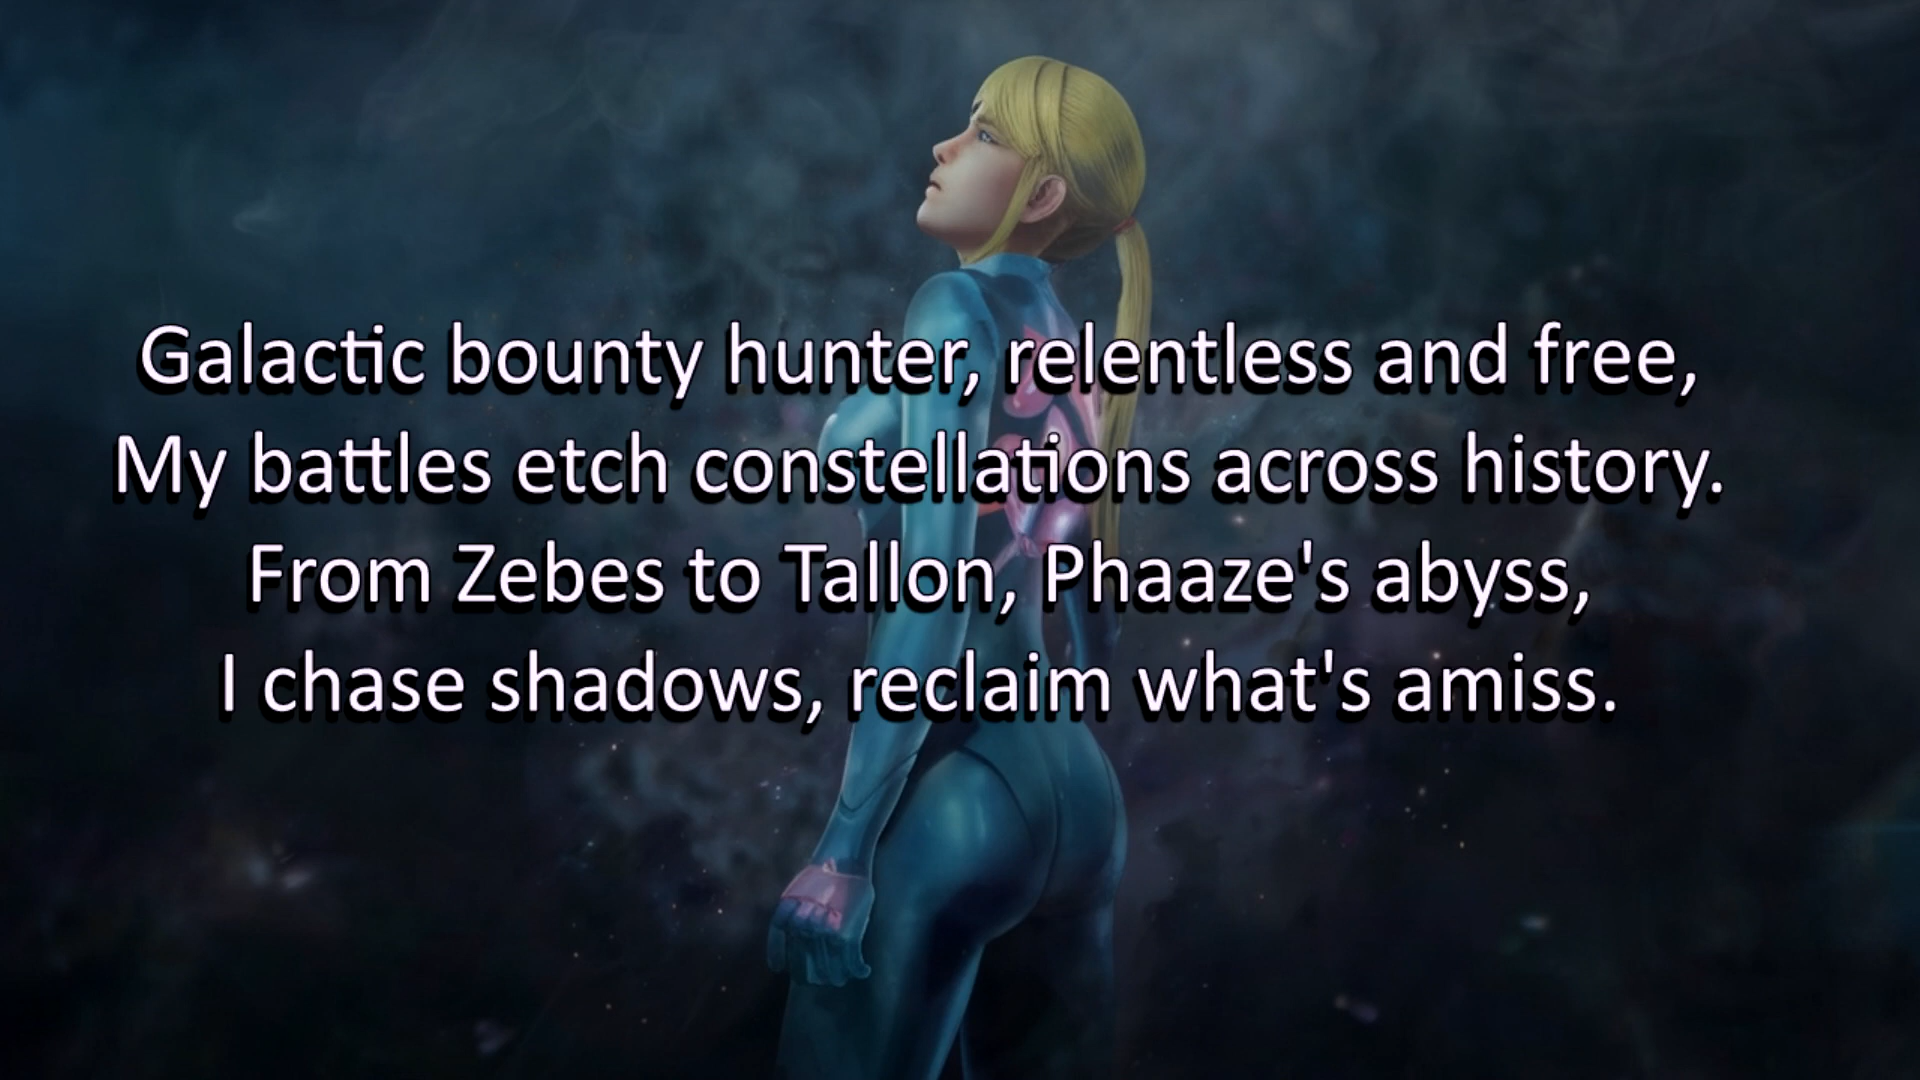 Galactic bounty hunter, relentless and free,
My battles etch constellations across history.
From Zebes to Tallon, Phaaze's abyss,
I chase shadows, reclaim what's amiss.